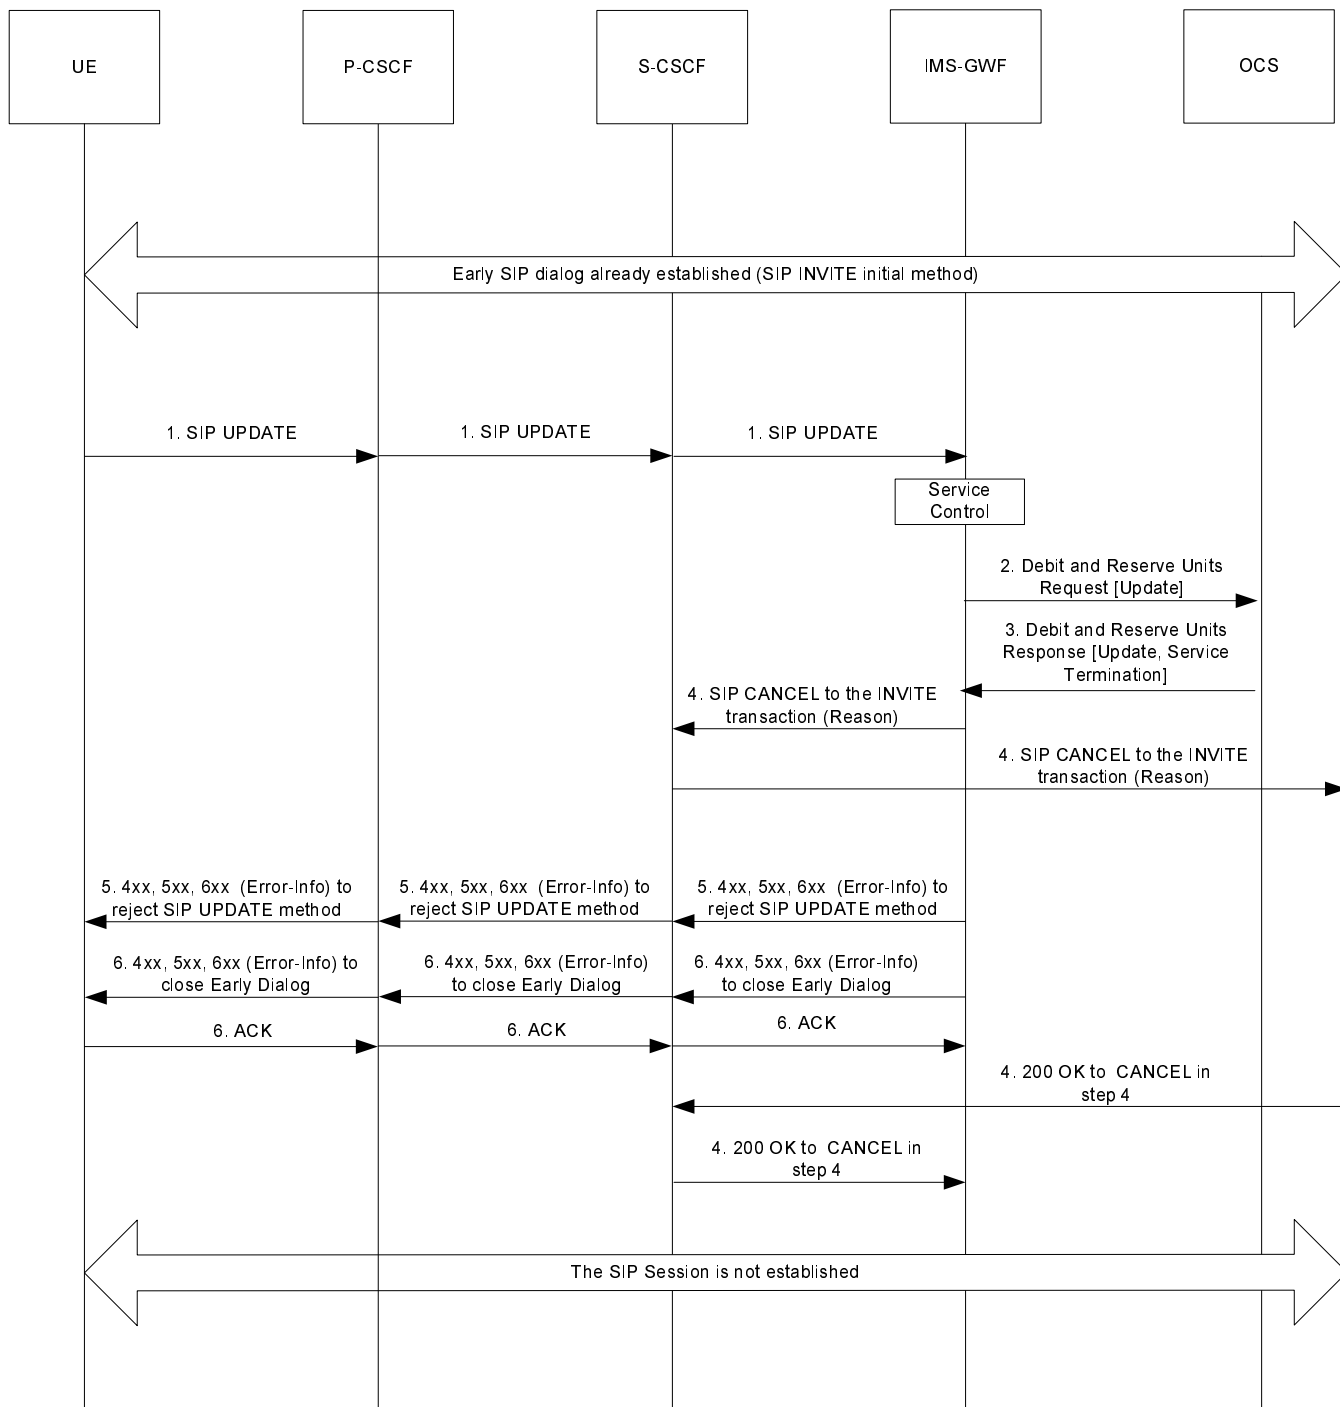 UE
P-CSCF
S-CSCF
IMS-GWF
OCS
Early SIP dialog already established (SIP INVITE initial method)
1. SIP UPDATE
1. SIP UPDATE
1. SIP UPDATE
Service
Control
2. Debit and Reserve Units
Request [Update]
3. Debit and Reserve Units
Response [Update, Service
Termination]
4. SIP CANCEL to the INVITE
transaction (Reason)
4. SIP CANCEL to the INVITE
transaction (Reason)
5. 4xx, 5xx, 6xx (Error-Info) to
reject SIP UPDATE method
5. 4xx, 5xx, 6xx (Error-Info) to
reject SIP UPDATE method
5. 4xx, 5xx, 6xx (Error-Info) to
reject SIP UPDATE method
6. 4xx, 5xx, 6xx (Error-Info) to
close Early Dialog
6. 4xx, 5xx, 6xx (Error-Info)
to close Early Dialog
6. 4xx, 5xx, 6xx (Error-Info)
to close Early Dialog
6. ACK
6. ACK
6. ACK
4. 200 OK to CANCEL in
step 4
4. 200 OK to CANCEL in
step 4
The SIP Session is not established